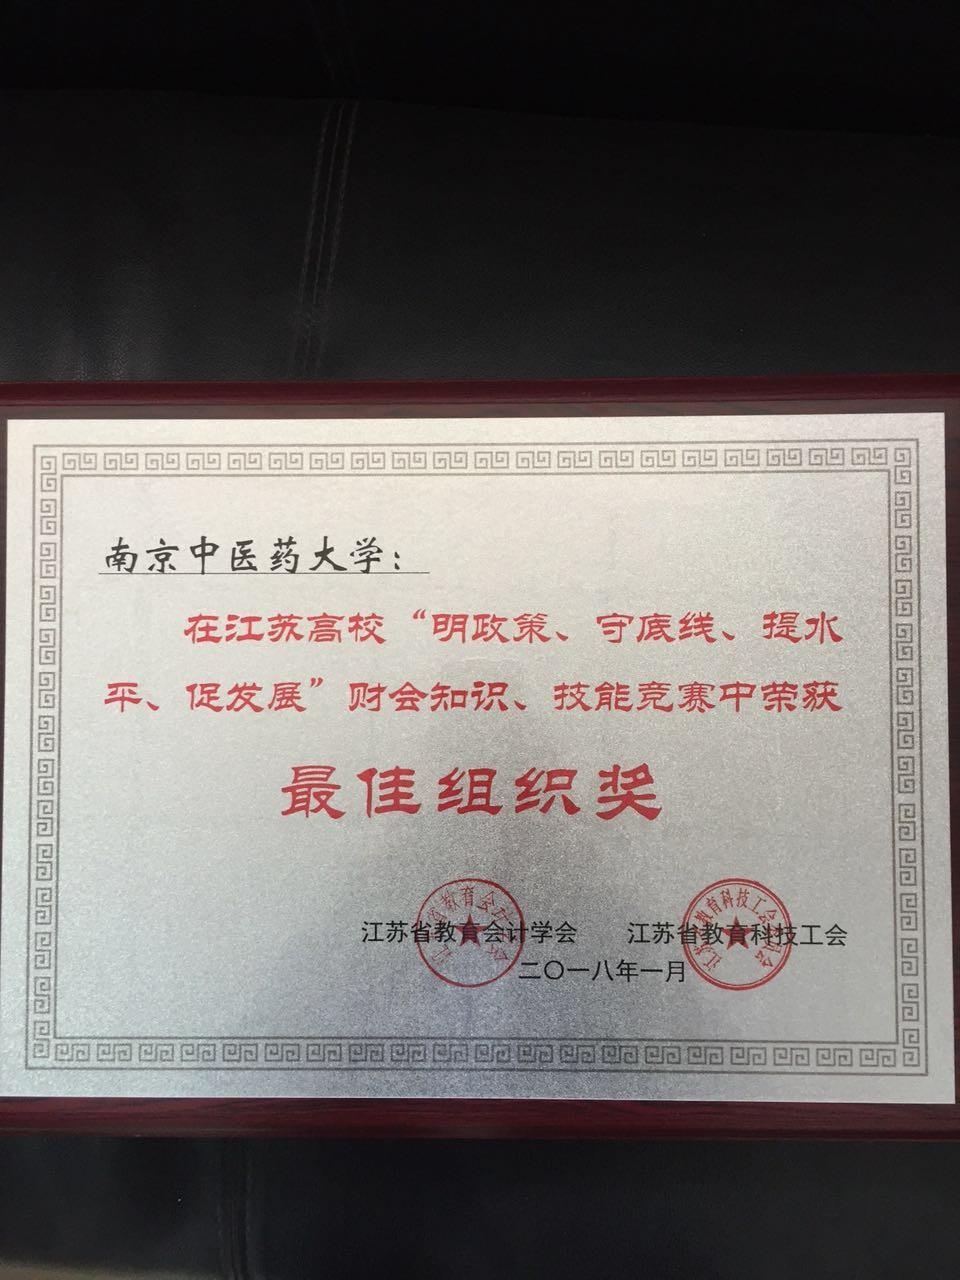 南京中医药大学：
在江苏高校“明政策、守底线、提水
平、促发展”财会知识、技能竞赛中荣获
最佳组织奖
江苏省教育会计学会 江苏省教育科技工会
二〇一八年一月